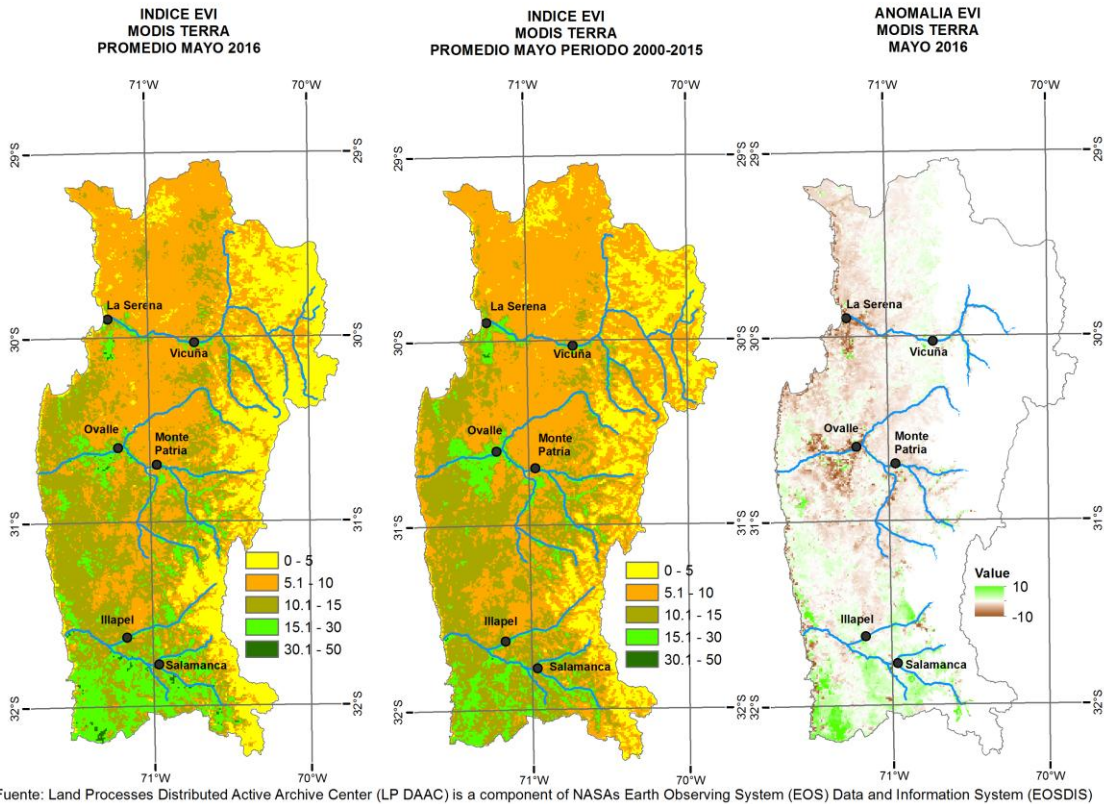 INDICE EVI
MODIS TERRA
PROMEDIO MAYO 2016
71°W
70°W
29°S
29°S
La Serena
Vicuña
30°S
30°S
Ovalle
Monte
Patria
31°S
31°S
0 - 5
5.1 - 10
10.1 - 15
15.1 - 30
30.1 - 50
Illapel
Salamanca
32°S
32°S
71°W
70°W
INDICE EVI
MODIS TERRA
PROMEDIO MAYO PERIODO 2000-2015
71°W
70°W
29°S
29°S
La Serena
Vicuña
30°S
30°S
Ovalle
Monte
Patria
31°S
31°S
0 - 5
5.1 - 10
10.1 - 15
15.1 - 30
30.1 - 50
Illapel
Salamanca
32°S
32°S
71°W
70°W
ANOMALIA EVI
MODIS TERRA
MAYO 2016
71°W
70°W
29°S
29°S
La Serena
Vicuña
30°S
30°S
Ovalle
Monte
Patria
31°S
31°S
Value
10
-10
Illapel
Salamanca
32°S
32°S
71°W
70°W
Fuente: Land Processes Distributed Active Archive Center (LP DAAC) is a component of NASAs Earth Observing System (EOS) Data and Information System (EOSDIS)